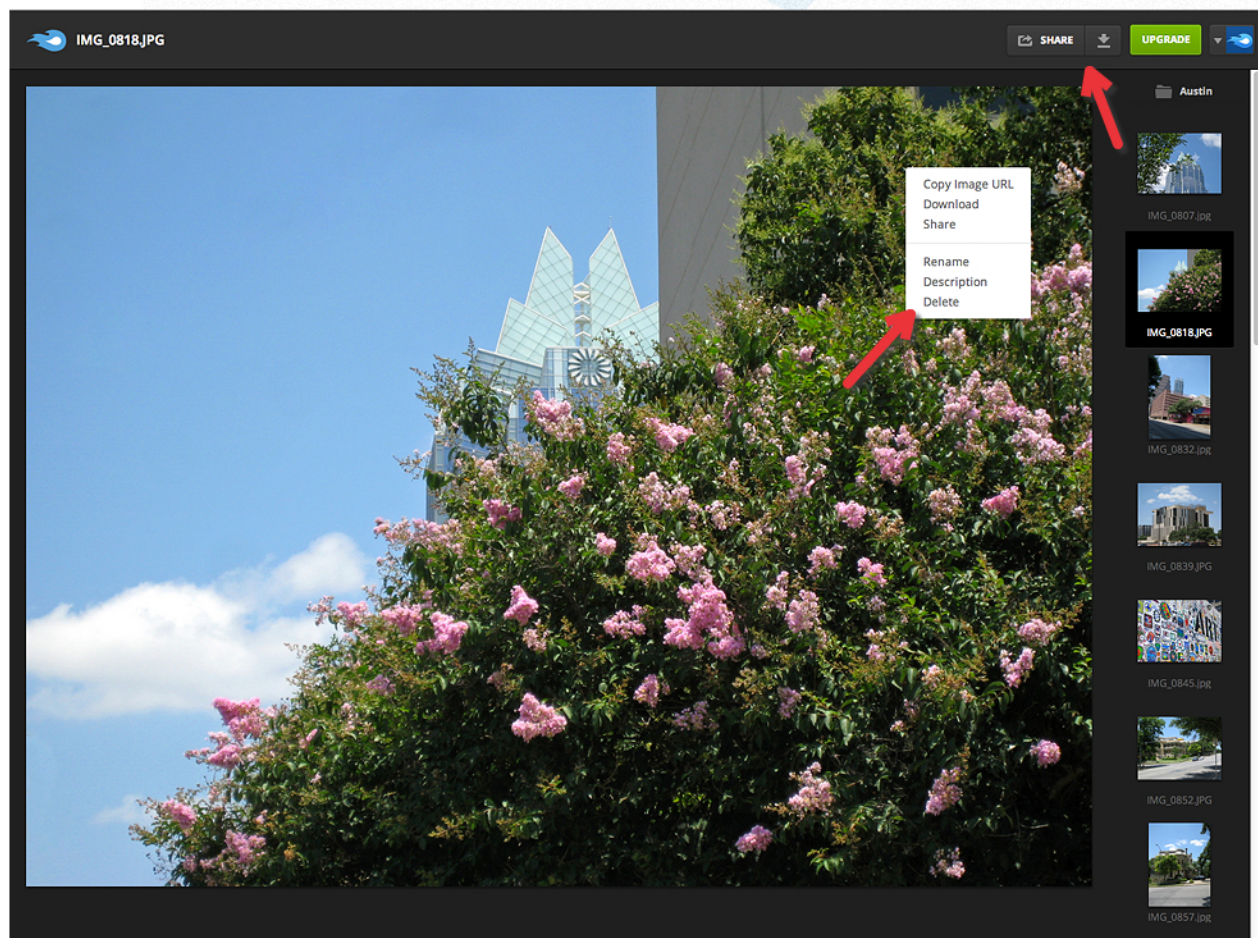 IMG_0818.JPG
SHARE
UPGRADE
Austin
Copy Image URL
Download
Share
Rename
Description
Delete
IMG_0807.jpg
IMG_0818.JPG
IMG_0832.jpg
IMG_0839.JPG
ART
IMG_0845.jpg
IMG_0852.JPG
IMG_0857.jpg